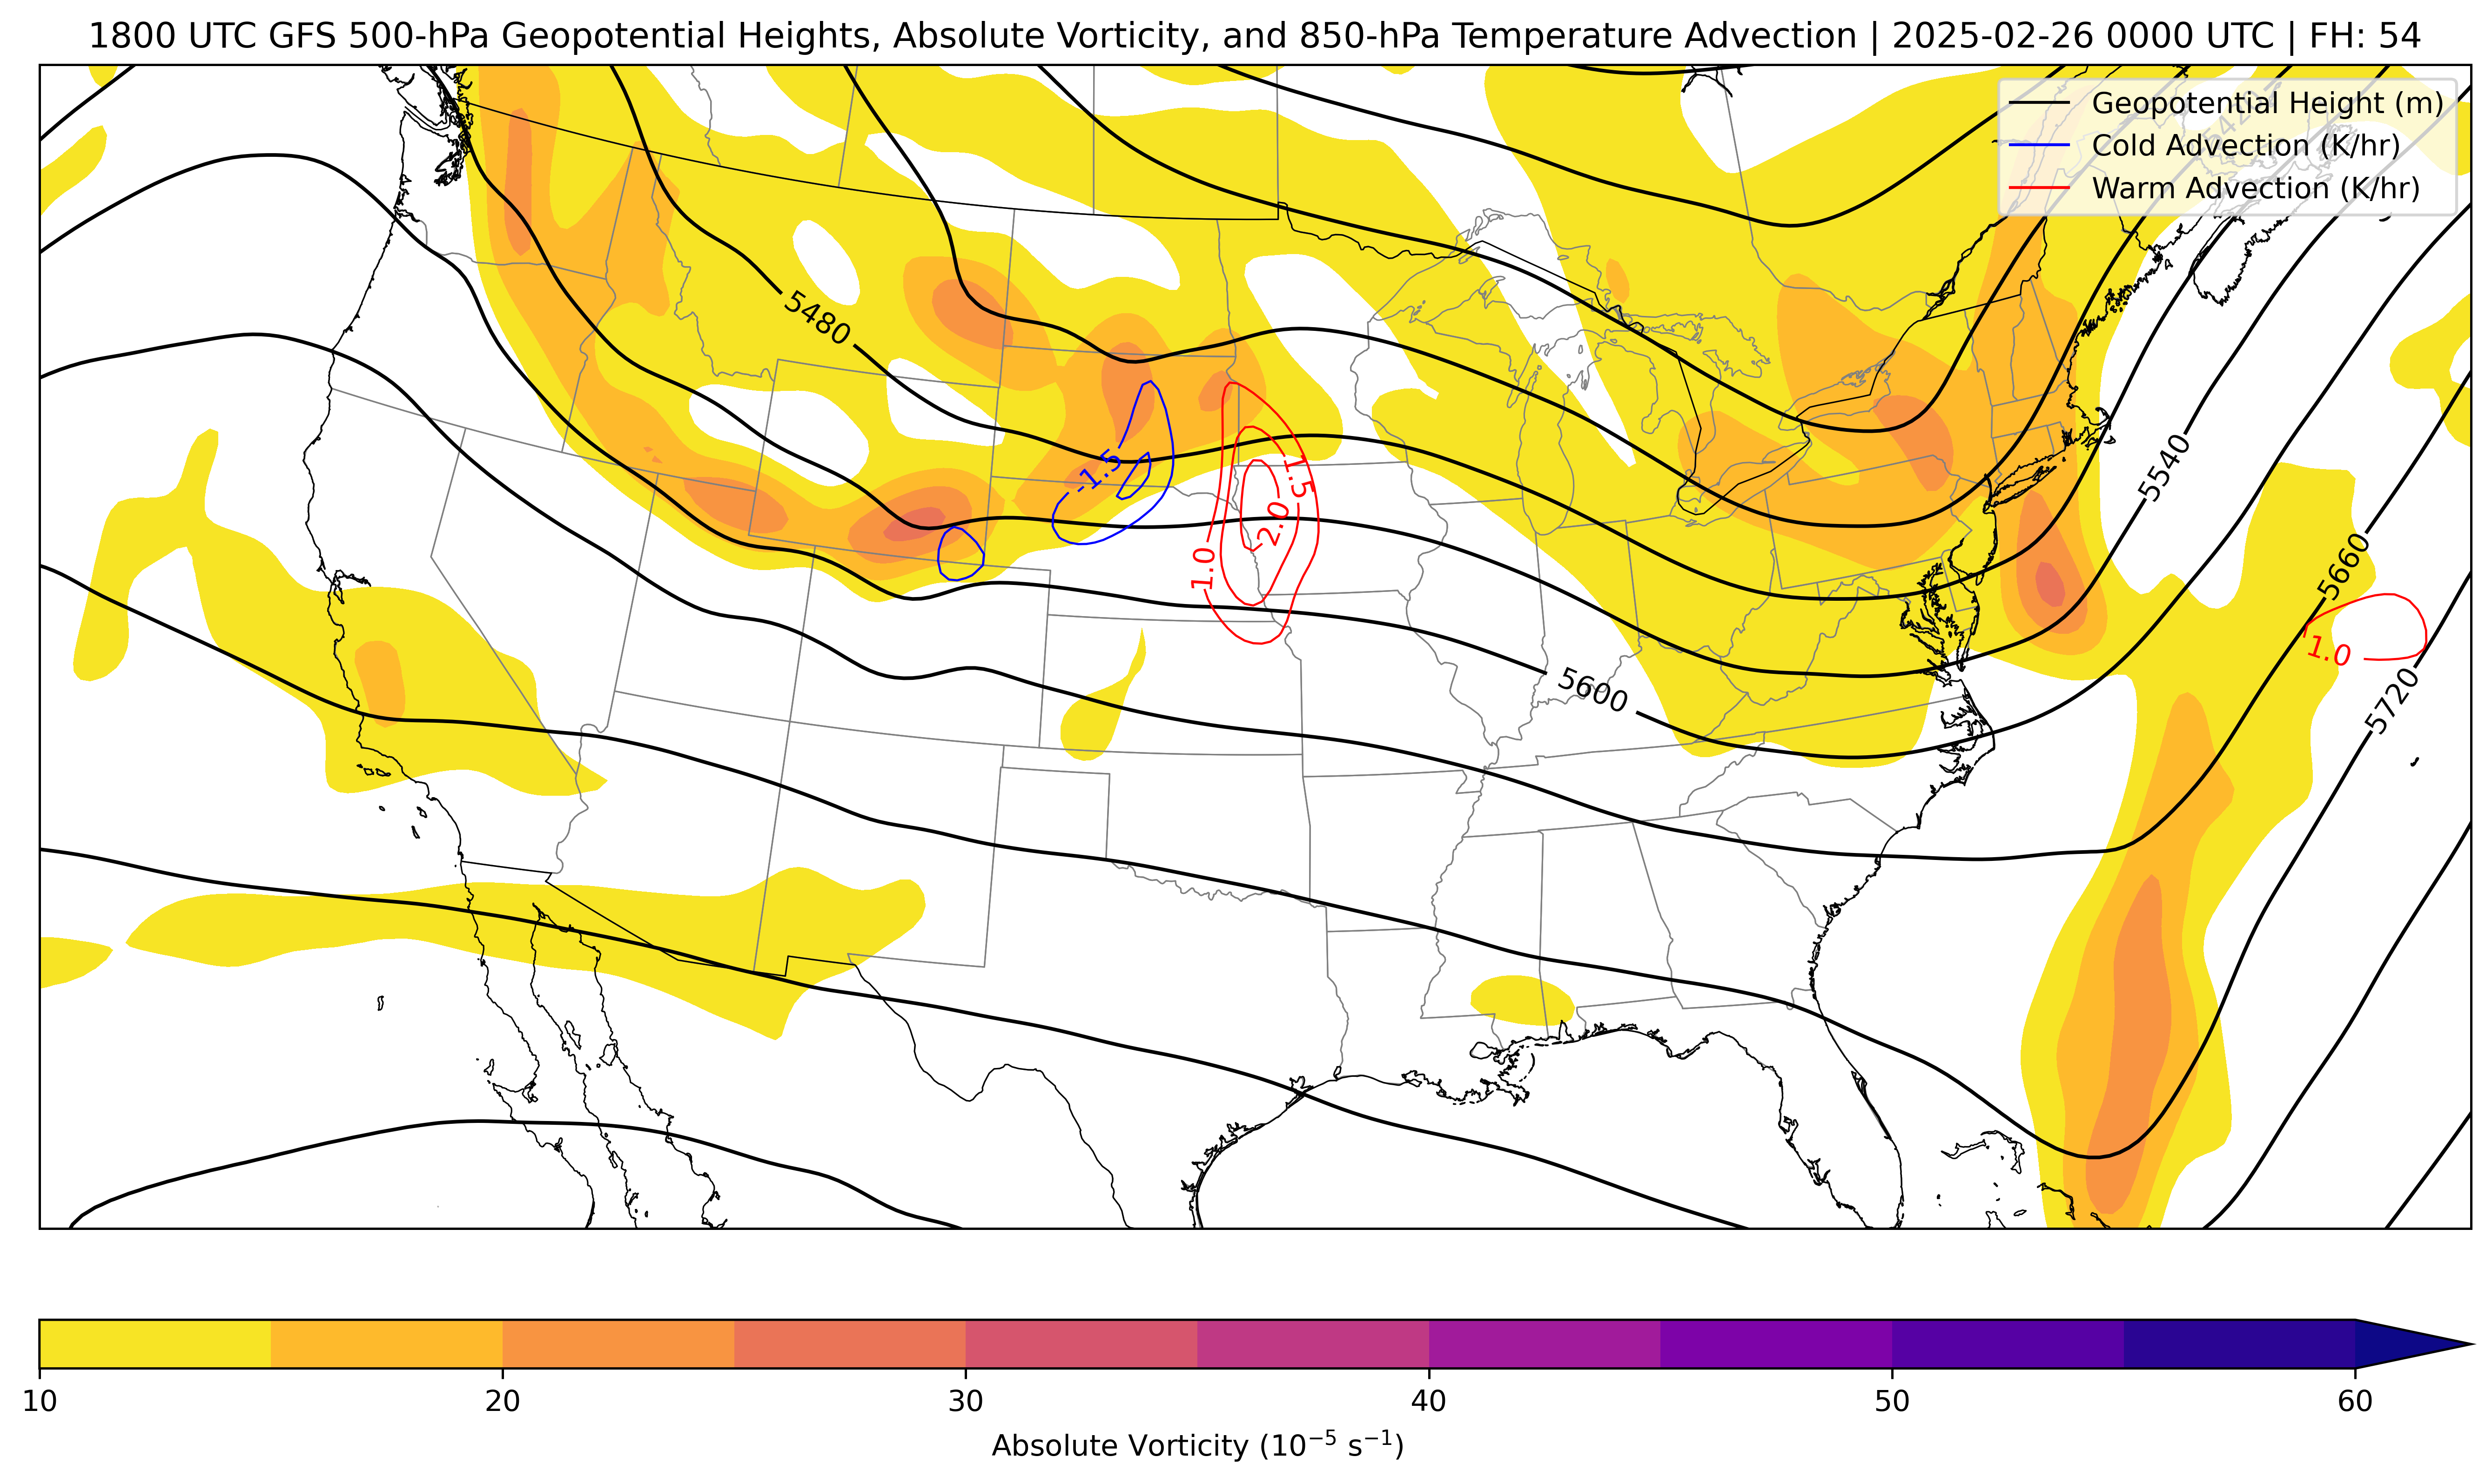 1800 UTC GFS 500-hPa Geopotential Heights, Absolute Vorticity, and 850-hPa Temperature Advection | 2025-02-26 0000 UTC | FH: 54
Geopotential Height (m)
Cold Advection (K/hr)
Warm Advection (K/hr)
5420
5480
5540
-1.5
1.5
2.0
1.0
5660
1.0
5600
5720
10 20 30 40 50 60
Absolute Vorticity (10⁻⁵ s⁻¹)